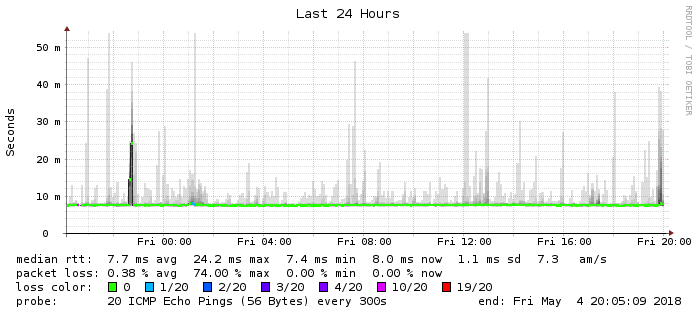 Last 24 Hours
RRDTOOL / TOBI OETIKER
Seconds
50 m
40 m
30 m
20 m
10 m
0
Fri 00:00 Fri 04:00 Fri 08:00 Fri 12:00 Fri 16:00 Fri 20:00
median rtt: 7.7 ms avg 24.2 ms max 7.4 ms min 8.0 ms now 1.1 ms sd 7.3 am/s
packet loss: 0.38 % avg 74.00 % max 0.00 % min 0.00 % now
loss color: 0 1/20 2/20 3/20 4/20 10/20 19/20
probe: 20 ICMP Echo Pings (56 Bytes) every 300s end: Fri May 4 20:05:09 2018